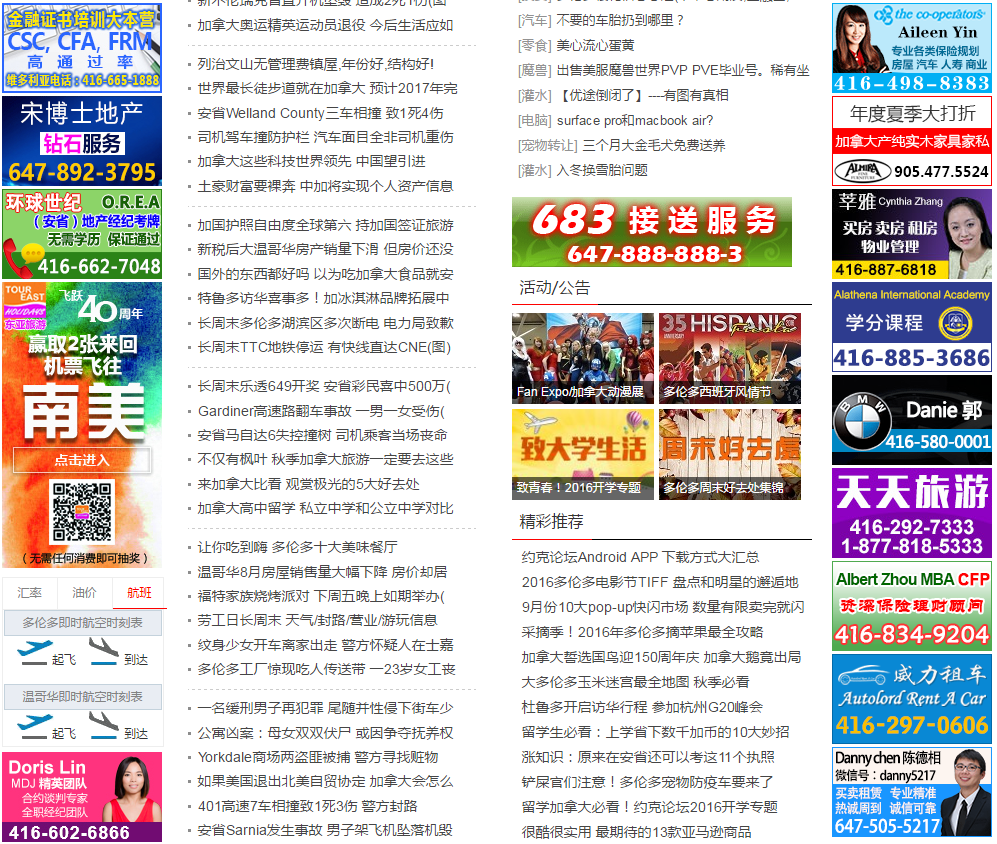 金融证书培训大本营
CSC, CFA, FRM
高 通 过 率
维多利亚电话:416-665-1888
宋博士地产
钻石服务
647-892-3795
环球世纪 O.R.E.A
(安省)地产经纪考牌
无需学历 保证通过
416-662-7048
TOUR EAST
HOLIDAYS
东亚旅游
飞跃40周年
赢取2张来回
机票飞往
南美
点击进入
(无需任何消费即可抽奖)
汇率 油价 航班
多伦多即时航空时刻表
起飞 到达
温哥华即时航空时刻表
起飞 到达
Doris Lin
MDJ 精英团队
合约谈判专家
全职经纪团队
416-602-6866
加拿大奥运精英运动员退役 今后生活应如
列治文山无管理费镇屋,年份好,结构好!
世界最长徒步道就在加拿大 预计2017年完
安省Welland County三车相撞 致1死4伤
司机驾车撞防护栏 汽车面目全非司机重伤
加拿大这些科技世界领先 中国望引进
土豪财富要裸奔 中加将实现个人资产信息
加国护照自由度全球第六 持加国签证旅游
新税后大温哥华房产销量下滑 但房价还没
国外的东西都好吗 以为吃加拿大食品就安
特鲁多访华喜事多！加冰淇淋品牌拓展中
长周末多伦多湖滨区多次断电 电力局致歉
长周末TTC地铁停运 有快线直达CNE(图)
长周末乐透649开奖 安省彩民喜中500万(
Gardiner高速路翻车事故 一男一女受伤(
安省马自达6失控撞树 司机乘客当场丧命
不仅有枫叶 秋季加拿大旅游一定要去这些
来加拿大比看 观赏极光的5大好去处
加拿大高中留学 私立中学和公立中学对比
让你吃到嗨 多伦多十大美味餐厅
温哥华8月房屋销售量大幅下降 房价却居
福特家族烧烤派对 下周五晚上如期举办(
劳工日长周末 天气/封路/营业/游玩信息
纹身少女开车离家出走 警方怀疑人在士嘉
多伦多工厂惊现吃人传送带 一23岁女工丧
一名缓刑男子再犯罪 尾随并性侵下街车少
公寓凶案：母女双双伏尸 或因争夺抚养权
Yorkdale商场两盗匪被捕 警方寻找赃物
如果美国退出北美自贸协定 加拿大会怎么
401高速7车相撞致1死3伤 警方封路
安省Sarnia发生事故 男子架飞机坠落机毁
[汽车] 不要的车胎扔到哪里？
[零食] 美心流心蛋黄
[魔兽] 出售美服魔兽世界PVP PVE毕业号。稀有坐
[灌水] 【优途倒闭了】----有图有真相
[电脑] surface pro和macbook air?
[宠物转让] 三个月大金毛犬免费送养
[灌水] 入冬换雪胎问题
683 接送服务
647-888-888-3
活动/公告
Fan Expo/加拿大动漫展
35 HISPANIC
Fiesta
多伦多西班牙风情节
致大学生活
致青春！2016开学专题
周末好去处
多伦多周末好去处集锦
精彩推荐
约克论坛Android APP 下载方式大汇总
2016多伦多电影节TIFF 盘点和明星的邂逅地
9月份10大pop-up快闪市场 数量有限卖完就闪
采摘季！2016年多伦多摘苹果最全攻略
加拿大誓选国鸟迎150周年庆 加拿大鹅竟出局
大多伦多玉米迷宫最全地图 秋季必看
杜鲁多开启访华行程 参加杭州G20峰会
留学生必看：上学省下数千加币的10大妙招
涨知识：原来在安省还可以考这11个执照
铲屎官们注意！多伦多宠物防疫车要来了
留学加拿大必看！约克论坛2016开学专题
很酷很实用 最期待的13款亚马逊商品
the co-operators
Aileen Yin
专业各类保险规划
房屋 汽车 人寿 商业
416-498-8383
年度夏季大打折
加拿大产纯实木家具家私
ALMIRA
905.477.5524
莘雅 Cynthia Zhang
买房 卖房 租房
物业管理
416-887-6818
Alathena International Academy
学分课程
416-885-3686
BMW
Danie 郭
416-580-0001
天天旅游
416-292-7333
1-877-818-5333
Albert Zhou MBA CFP
资深保险理财顾问
416-834-9204
威力租车
Autolord Rent A Car
416-297-0606
Danny chen 陈德相
微信号：danny5217
买卖租赁 专业精准
热诚周到 诚信可靠
647-505-5217